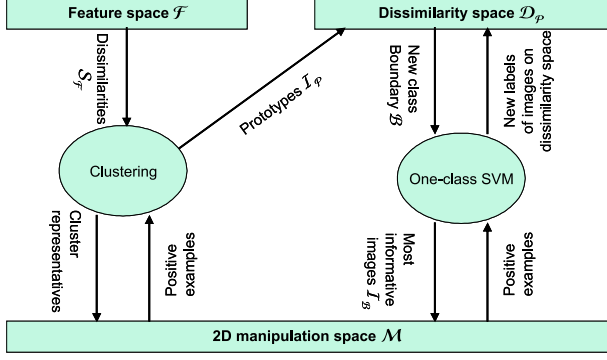 Feature space 𝓕
Dissimilarity space 𝓓𝓟
Dissimilarities
𝓢𝓕
Prototypes 𝓘𝓟
New class
Boundary 𝓑
New labels
of images on
dissimilarity space
Clustering
One-class SVM
Cluster
representatives
Positive
examples
Most
informative
images 𝓘𝓑
Positive
examples
2D manipulation space 𝓜